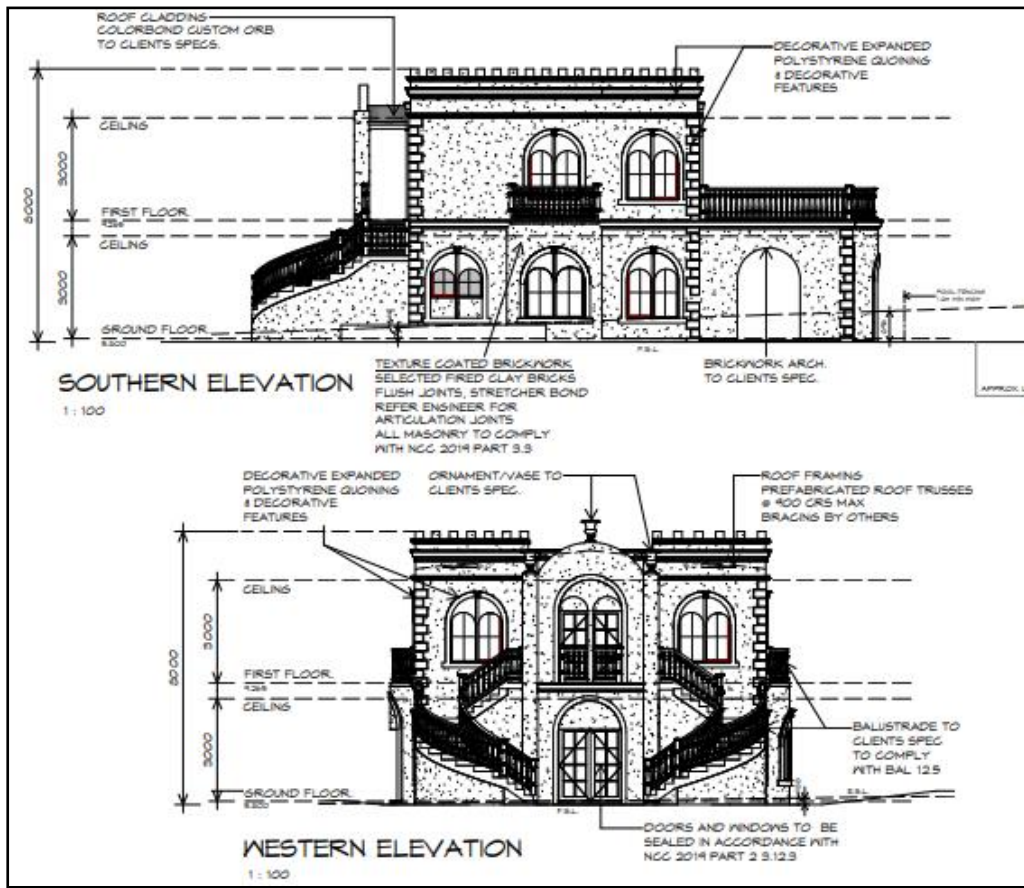 ROOF CLADDING
COLORBOND CUSTOM ORB
TO CLIENTS SPECS.
DECORATIVE EXPANDED
POLYSTYRENE QUOINING
& DECORATIVE
FEATURES
CEILING
3000
8000
FIRST FLOOR
CEILING
3000
GROUND FLOOR
F.S.L.
SOUTHERN ELEVATION
1 : 100
TEXTURE COATED BRICKWORK
SELECTED FIRED CLAY BRICKS
FLUSH JOINTS, STRETCHER BOND
REFER ENGINEER FOR
ARTICULATION JOINTS
ALL MASONRY TO COMPLY
WITH NCC 2019 PART 3.3
BRICKWORK ARCH.
TO CLIENTS SPEC.
APPROX
DECORATIVE EXPANDED
POLYSTYRENE QUOINING
& DECORATIVE
FEATURES
ORNAMENT/VASE TO
CLIENTS SPEC.
ROOF FRAMING
PREFABRICATED ROOF TRUSSES
@ 900 CRS MAX
BRACING BY OTHERS
CEILING
3000
8000
FIRST FLOOR
CEILING
3000
GROUND FLOOR
F.S.L.
BALUSTRADE TO
CLIENTS SPEC
TO COMPLY
WITH BAL 12.5
DOORS AND WINDOWS TO BE
SEALED IN ACCORDANCE WITH
NCC 2019 PART 2 3.12.3
WESTERN ELEVATION
1 : 100